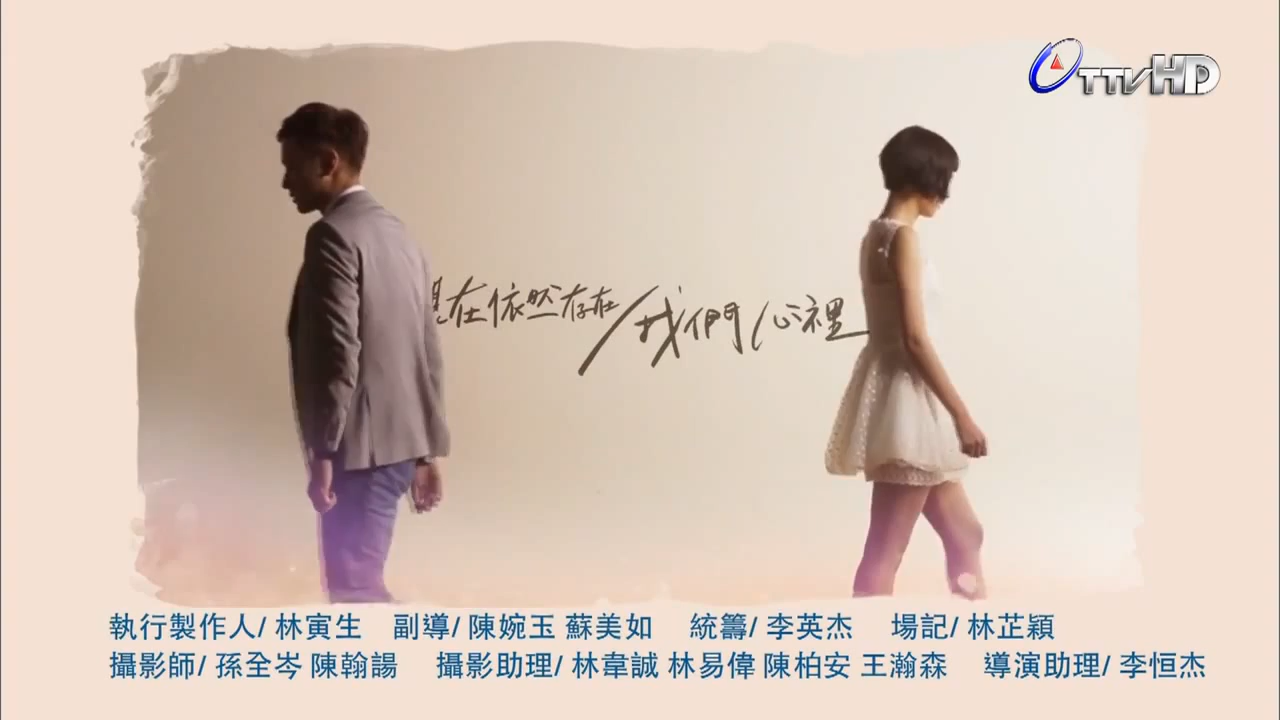 TTVHD
在依然存在/我們心裡
執行製作人/ 林寅生 副導/ 陳婉玉 蘇美如 統籌/ 李英杰 場記/ 林芷穎
攝影師/ 孫全岑 陳翰諹 攝影助理/ 林韋誠 林易偉 陳柏安 王瀚森 導演助理/ 李恒杰